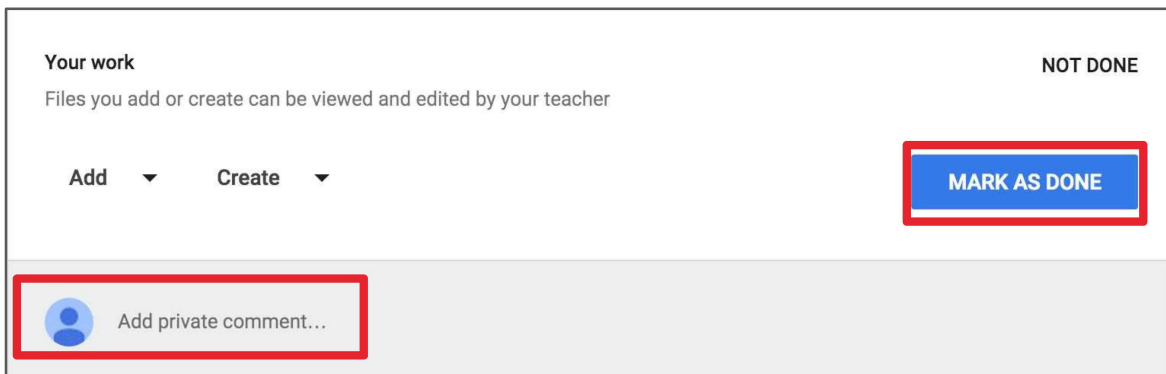 Your work
NOT DONE
Files you add or create can be viewed and edited by your teacher
Add Create
MARK AS DONE
Add private comment...